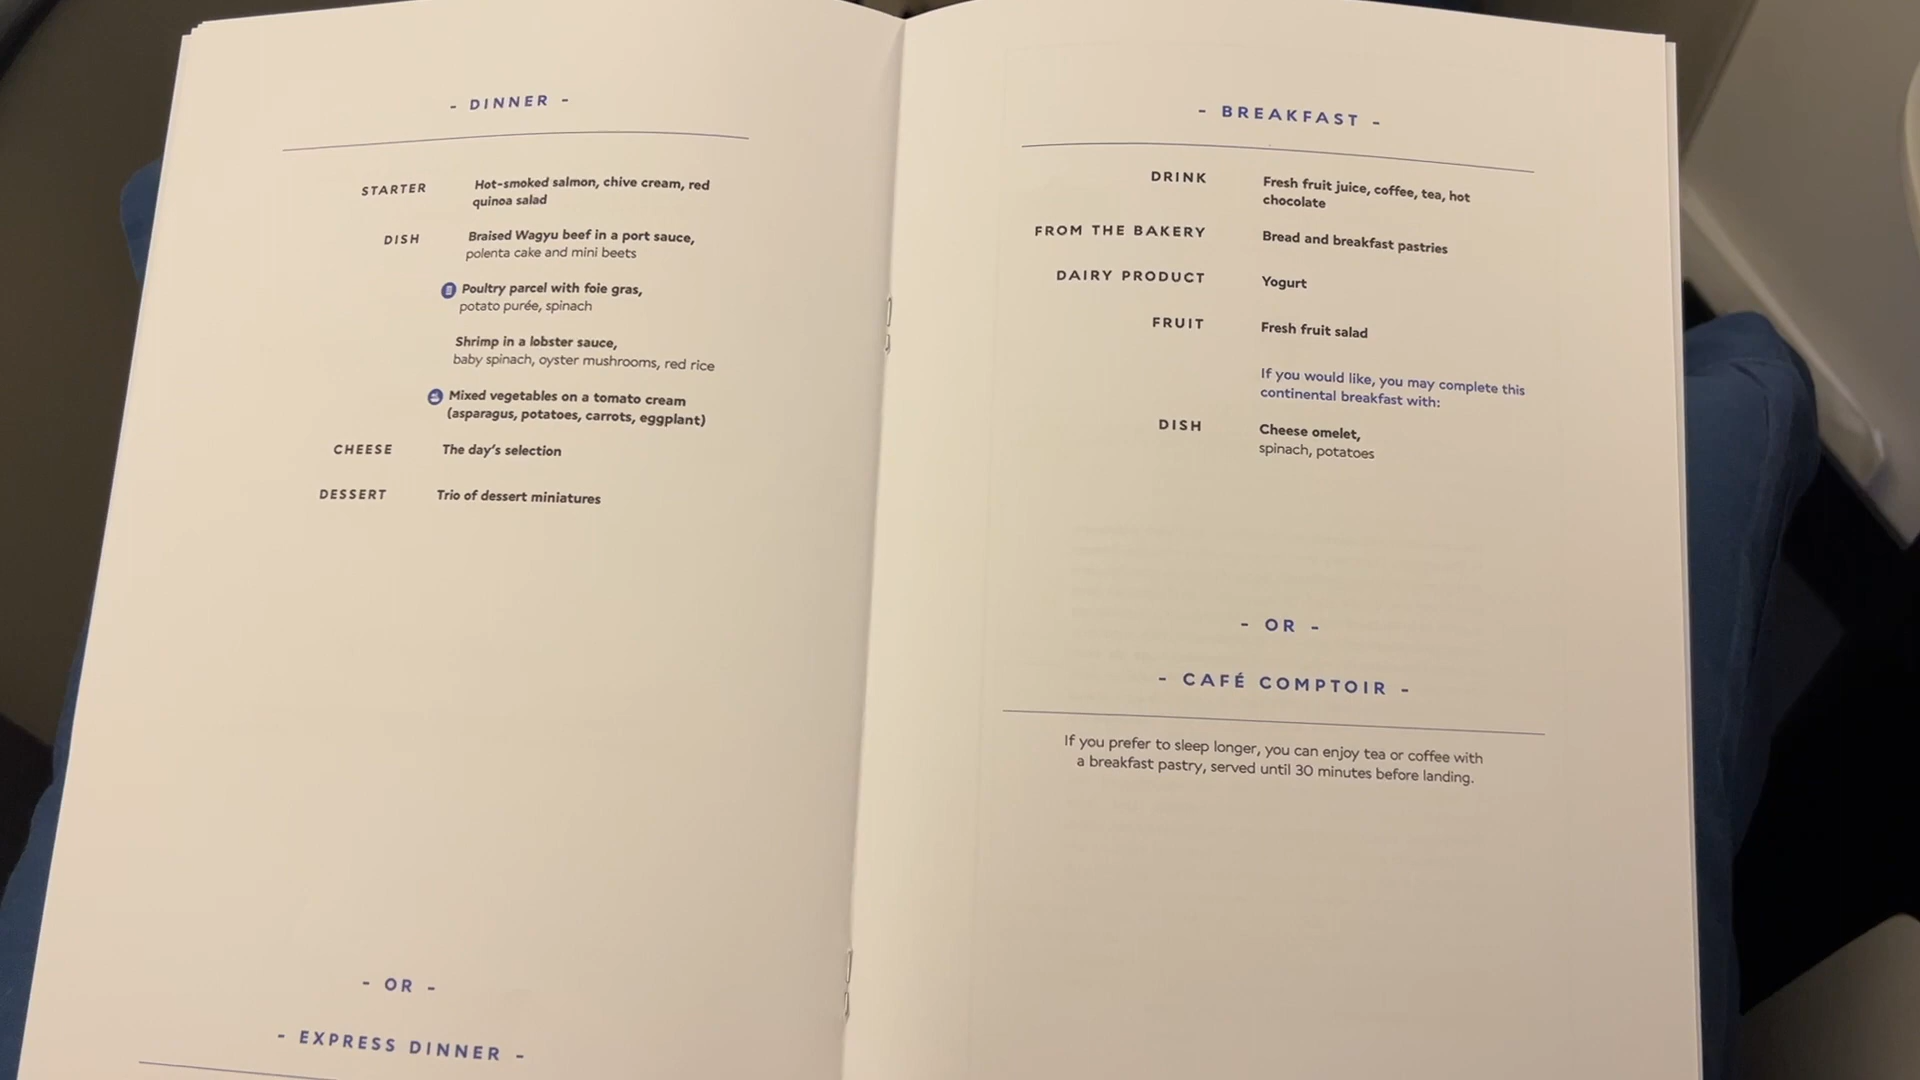 - DINNER -
STARTER Hot-smoked salmon, chive cream, red
quinoa salad
DISH Braised Wagyu beef in a port sauce,
polenta cake and mini beets
Poultry parcel with foie gras,
potato purée, spinach
Shrimp in a lobster sauce,
baby spinach, oyster mushrooms, red rice
Mixed vegetables on a tomato cream
(asparagus, potatoes, carrots, eggplant)
CHEESE The day's selection
DESSERT Trio of dessert miniatures
- OR -
- EXPRESS DINNER -
- BREAKFAST -
DRINK Fresh fruit juice, coffee, tea, hot
chocolate
FROM THE BAKERY Bread and breakfast pastries
DAIRY PRODUCT Yogurt
FRUIT Fresh fruit salad
If you would like, you may complete this
continental breakfast with:
DISH Cheese omelet,
spinach, potatoes
- OR -
- CAFÉ COMPTOIR -
If you prefer to sleep longer, you can enjoy tea or coffee with
a breakfast pastry, served until 30 minutes before landing.